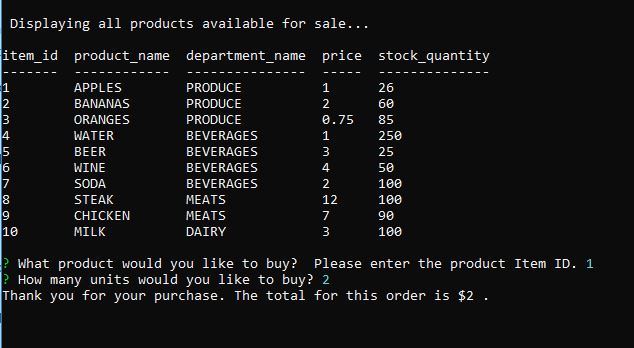 Displaying all products available for sale...
item_id  product_name  department_name  price  stock_quantity
-------  ------------  ---------------  -----  --------------
1        APPLES        PRODUCE          1      26
2        BANANAS       PRODUCE          2      60
3        ORANGES       PRODUCE          0.75   85
4        WATER         BEVERAGES        1      250
5        BEER          BEVERAGES        3      25
6        WINE          BEVERAGES        4      50
7        SODA          BEVERAGES        2      100
8        STEAK         MEATS            12     100
9        CHICKEN       MEATS            7      90
10       MILK          DAIRY            3      100
? What product would you like to buy?  Please enter the product Item ID. 1
? How many units would you like to buy? 2
Thank you for your purchase. The total for this order is $2 .